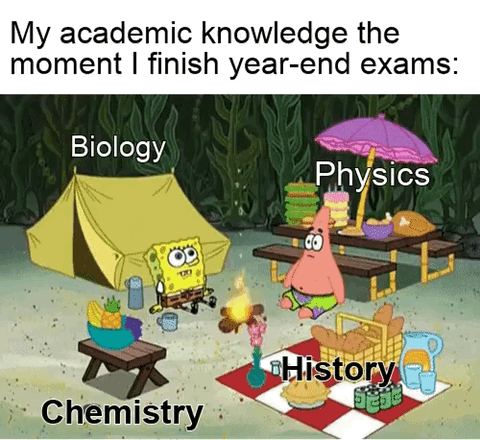 My academic knowledge the
moment I finish year-end exams:
Biology
Physics
History
Chemistry